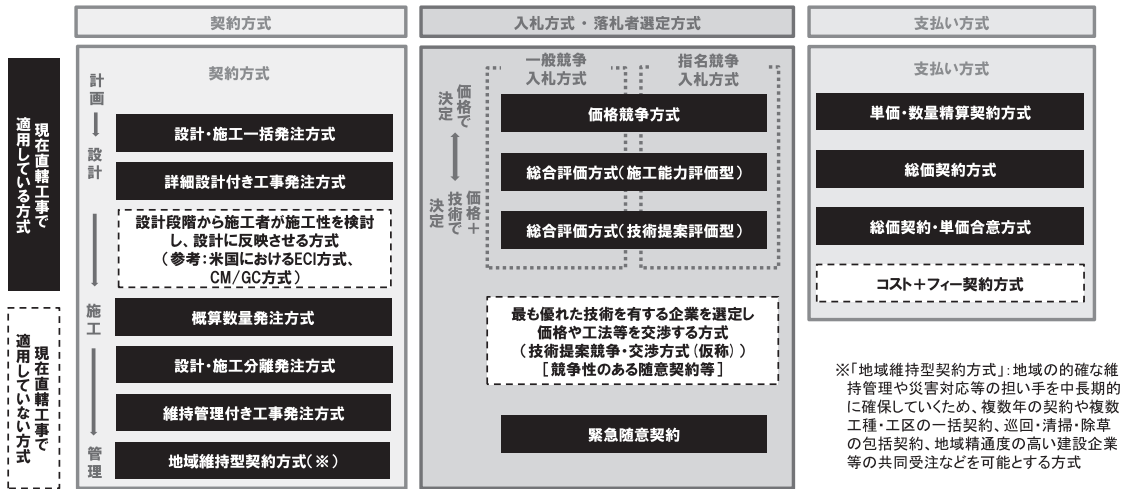 契約方式
入札方式・落札者選定方式
支払い方式
現在直轄工事で
適用している方式
現在直轄工事で
適用していない方式
契約方式
計画
設計
施工
管理
設計・施工一括発注方式
詳細設計付き工事発注方式
設計段階から施工者が施工性を検討
し、設計に反映させる方式
（参考：米国におけるECI方式、
CM/GC方式）
概算数量発注方式
設計・施工分離発注方式
維持管理付き工事発注方式
地域維持型契約方式（※）
一般競争
入札方式
指名競争
入札方式
価格で
決定
価格＋
技術で
決定
価格競争方式
総合評価方式（施工能力評価型）
総合評価方式（技術提案評価型）
最も優れた技術を有する企業を選定し
価格や工法等を交渉する方式
（技術提案競争・交渉方式（仮称））
［競争性のある随意契約等］
緊急随意契約
支払い方式
単価・数量精算契約方式
総価契約方式
総価契約・単価合意方式
コスト＋フィー契約方式
※「地域維持型契約方式」：地域の的確な維
持管理や災害対応等の担い手を中長期的
に確保していくため、複数年の契約や複数
工種・工区の一括契約、巡回・清掃・除草
の包括契約、地域精通度の高い建設企業
等の共同受注などを可能とする方式